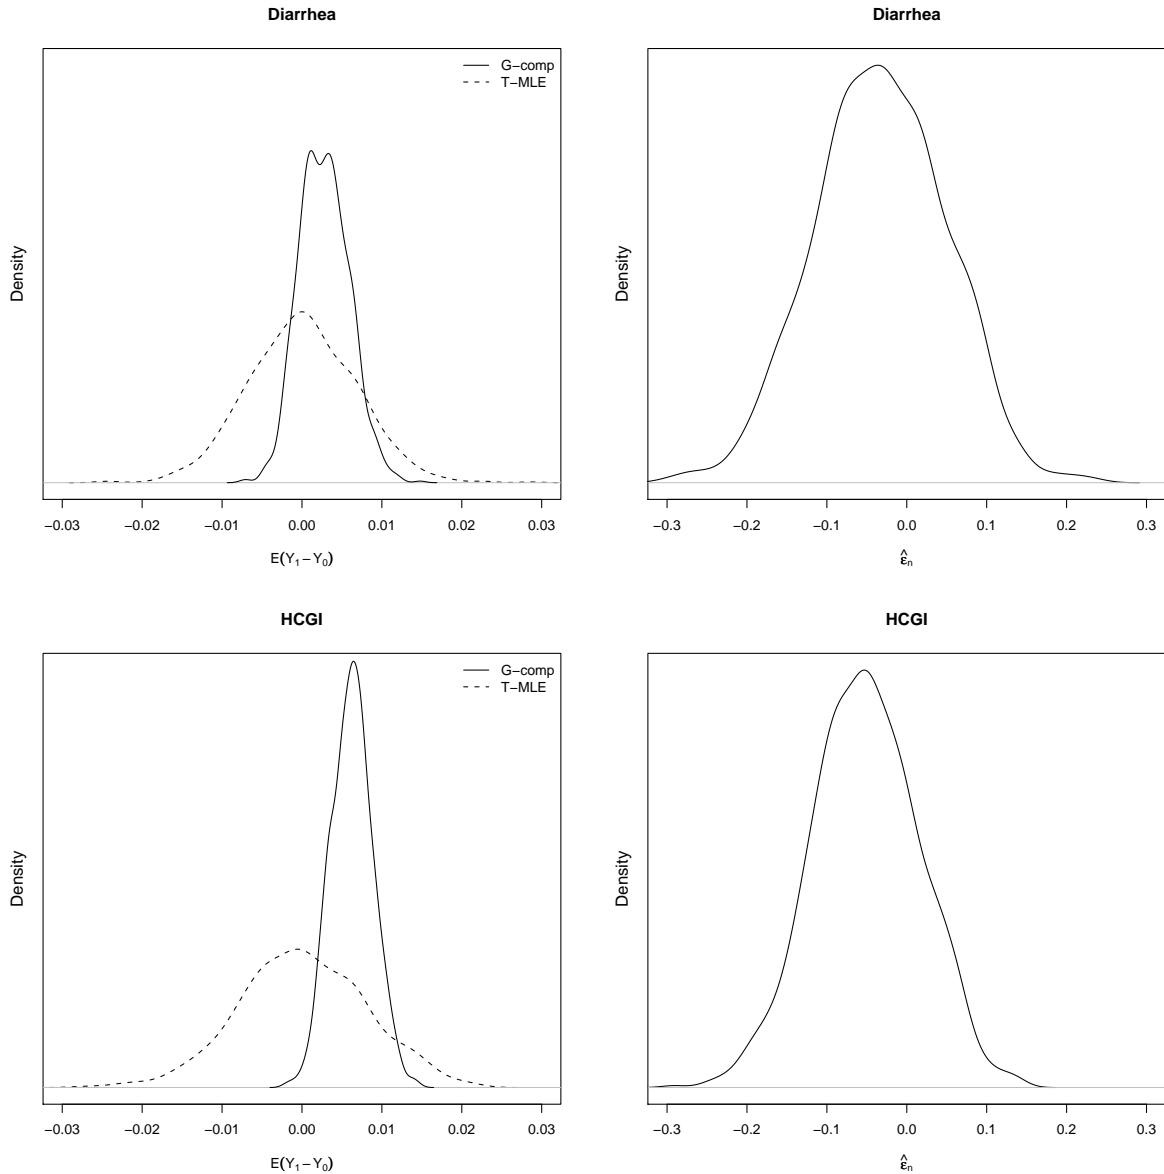 Diarrhea
G−comp
T−MLE
Density
−0.03 −0.02 −0.01 0.00 0.01 0.02 0.03
E(Y₁ − Y₀)
Diarrhea
Density
−0.3 −0.2 −0.1 0.0 0.1 0.2 0.3
ε̂ₙ
HCGI
G−comp
T−MLE
Density
−0.03 −0.02 −0.01 0.00 0.01 0.02 0.03
E(Y₁ − Y₀)
HCGI
Density
−0.3 −0.2 −0.1 0.0 0.1 0.2 0.3
ε̂ₙ